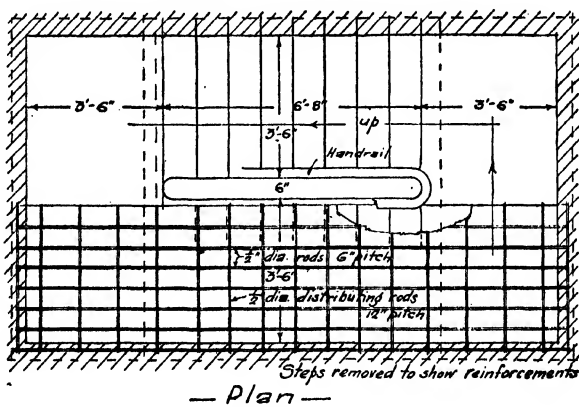 3'-6" 6'-8" 3'-6"
up
3'-6"
Handrail
6"
1/2" dia. rods 6" pitch
3'-6"
1/2 dia. distributing rods
12" pitch
Steps removed to show reinforcements
— Plan —